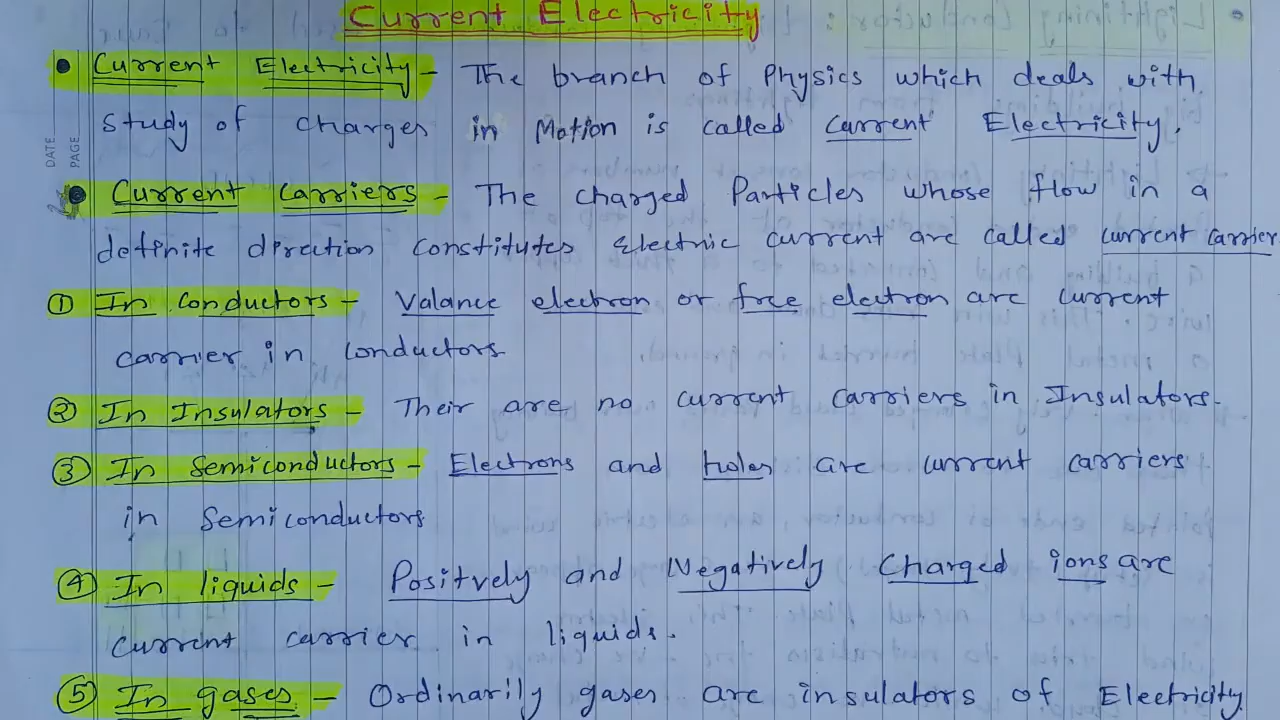 Current Electricity
• Current Electricity - The branch of Physics which deals with
study of charges in Motion is called Current Electricity.
DATE
PAGE
• Current Carriers - The charged Particles whose flow in a
definite direction constitutes Electric current are called current carrier
① In conductors - Valance electron or free electron are current
carrier in conductors
② In Insulators - Their are no current carriers in Insulators.
③ In Semiconductors - Electrons and holes are current carriers
in Semiconductors
④ In liquids - Positvely and Negatively Charged ions are
current carrier in liquids.
⑤ In gases - Ordinarily gases are insulators of Electricity.